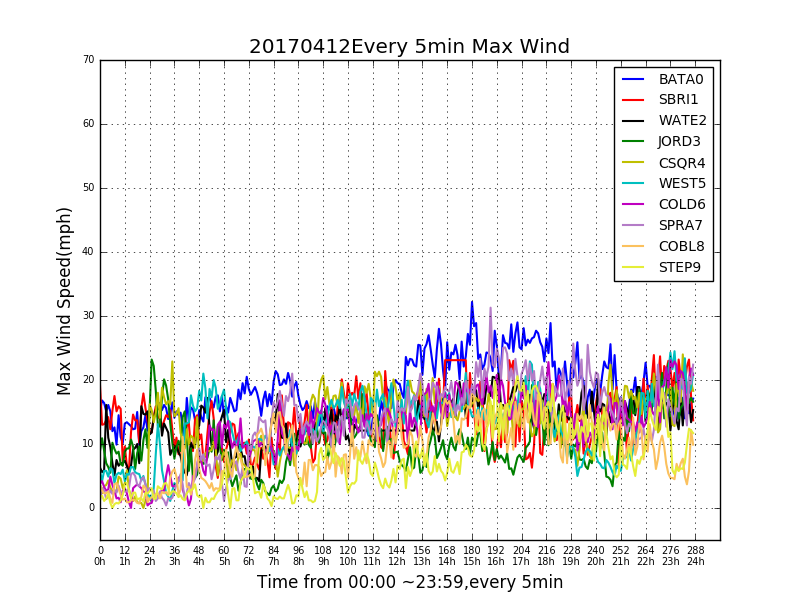 20170412Every 5min Max Wind
70
60
50
40
30
20
10
0
Max Wind Speed(mph)
BATA0
SBRI1
WATE2
JORD3
CSQR4
WEST5
COLD6
SPRA7
COBL8
STEP9
0 12 24 36 48 60 72 84 96 108 120 132 144 156 168 180 192 204 216 228 240 252 264 276 288
0h 1h 2h 3h 4h 5h 6h 7h 8h 9h 10h 11h 12h 13h 14h 15h 16h 17h 18h 19h 20h 21h 22h 23h 24h
Time from 00:00 ~23:59,every 5min